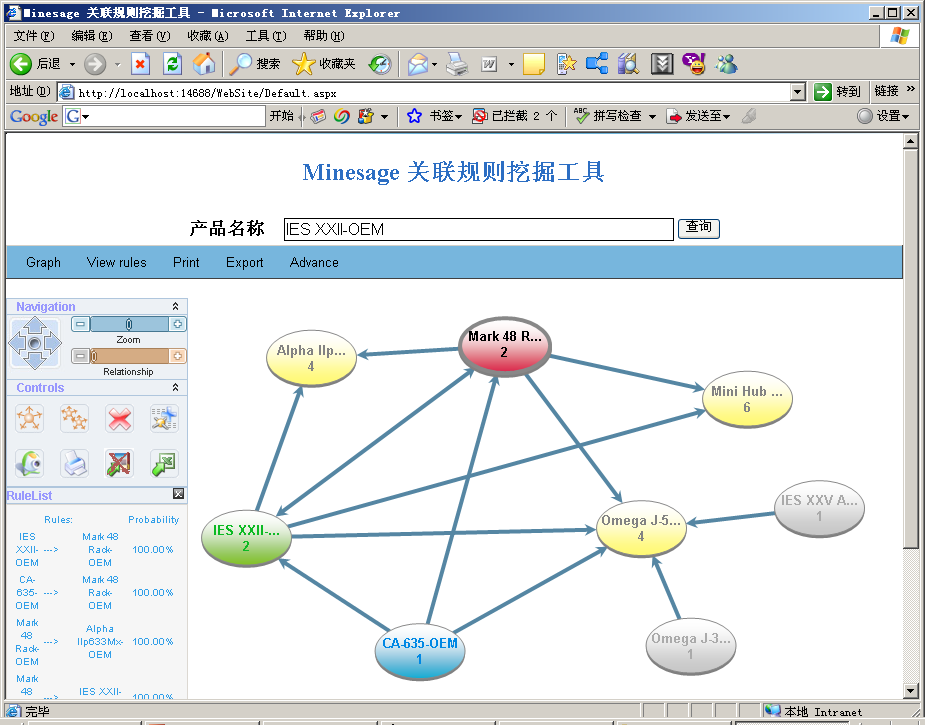 Minesage 关联规则挖掘工具 - Microsoft Internet Explorer
文件(F) 编辑(E) 查看(V) 收藏(A) 工具(T) 帮助(H)
后退 搜索 收藏夹
地址(D) http://localhost:14688/WebSite/Default.aspx 转到 链接 »
Google G 开始 书签 已拦截 2 个 ABC 拼写检查 发送至 设置
Minesage 关联规则挖掘工具
产品名称 IES XXII-OEM 查询
Graph View rules Print Export Advance
Navigation
Zoom
Relationship
Controls
RuleList
Rules: Probability
IES XXII-OEM ---> Mark 48 Rack-OEM 100.00%
CA-635-OEM ---> Mark 48 Rack-OEM 100.00%
Mark 48 Rack-OEM ---> Alpha IIp633Mx-OEM 100.00%
Mark 48 ---> IES XXII- 100.00%
Alpha IIp...
4
Mark 48 R...
2
Mini Hub ...
6
IES XXII-...
2
Omega J-5...
4
IES XXV A...
1
CA-635-OEM
1
Omega J-3...
1
完毕 本地 Intranet